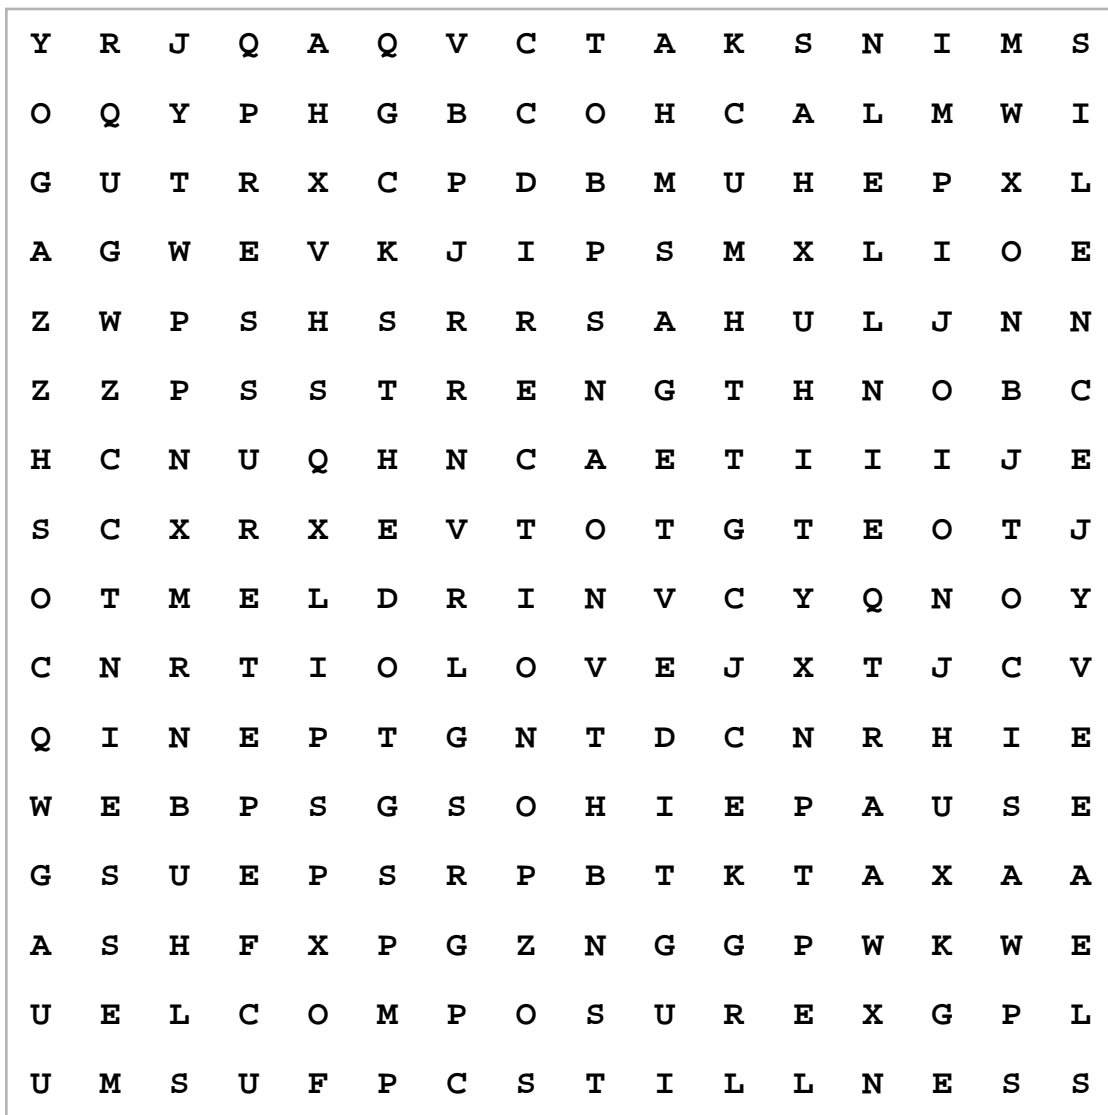 Y R J Q A Q V C T A K S N I M S
O Q Y P H G B C O H C A L M W I
G U T R X C P D B M U H E P X L
A G W E V K J I P S M X L I O E
Z W P S H S R R S A H U L J N N
Z Z P S S T R E N G T H N O B C
H C N U Q H N C A E T I I I J E
S C X R X E V T O T G T E O T J
O T M E L D R I N V C Y Q N O Y
C N R T I O L O V E J X T J C V
Q I N E P T G N T D C N R H I E
W E B P S G S O H I E P A U S E
G S U E P S R P B T K T A X A A
A S H F X P G Z N G G P W K W E
U E L C O M P O S U R E X G P L
U M S U F P C S T I L L N E S S